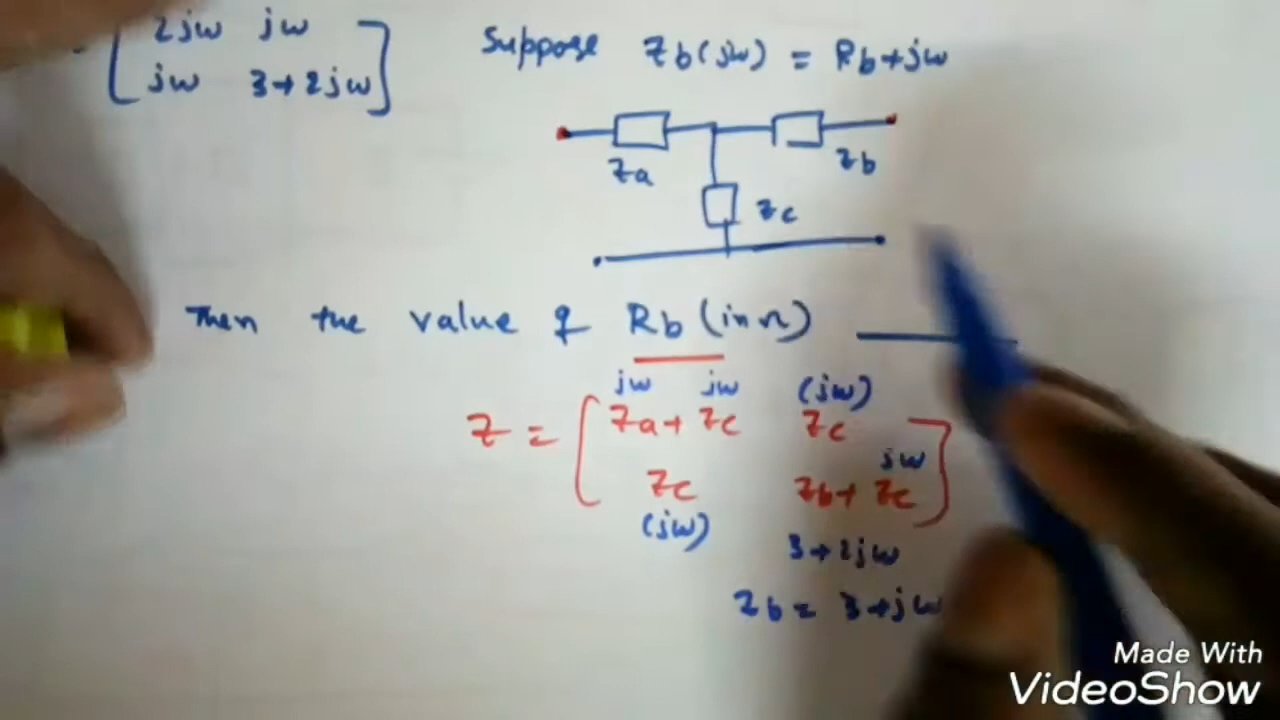 2jω jω
Suppose Zb(jω) = Rb+jω
jω 3+2jω
Za
Zb
Zc
Then the value of Rb (in Ω)
jω jω (jω)
Z = Za+ Zc Zc
jω
Zc Zb+ Zc
(jω)
3+2jω
Zb= 3+jω
Made With
VideoShow